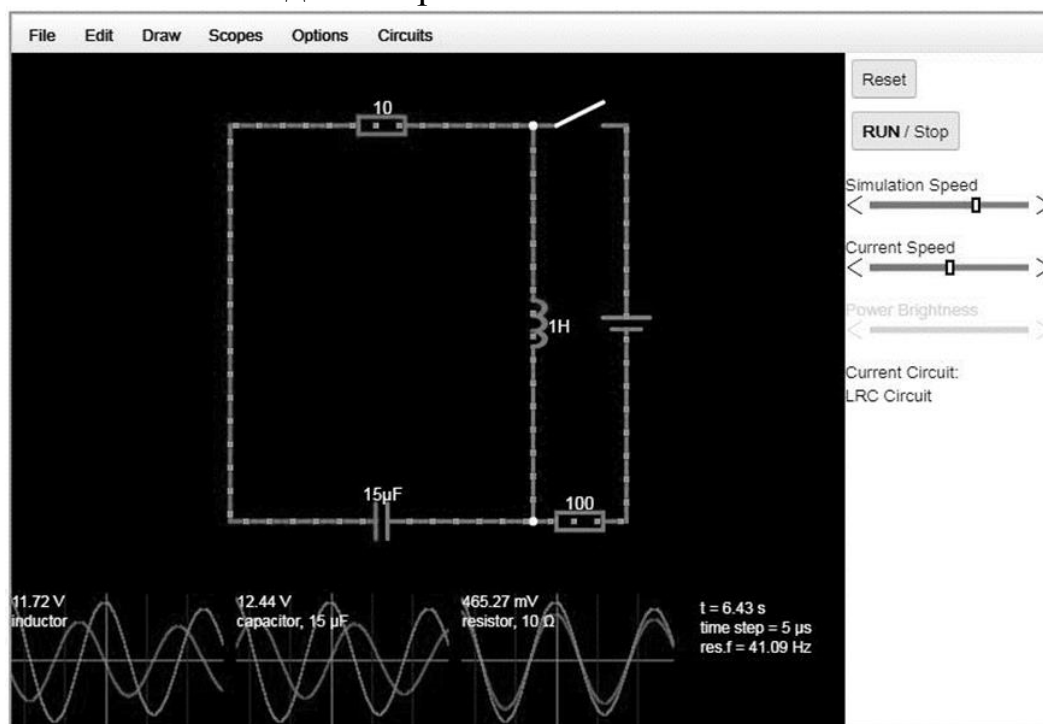 File Edit Draw Scopes Options Circuits
Reset
RUN / Stop
Simulation Speed
Current Speed
Power Brightness
Current Circuit:
LRC Circuit
10
1H
15µF
100
11.72 V
inductor
12.44 V
capacitor, 15 µF
465.27 mV
resistor, 10 Ω
t = 6.43 s
time step = 5 µs
res.f = 41.09 Hz